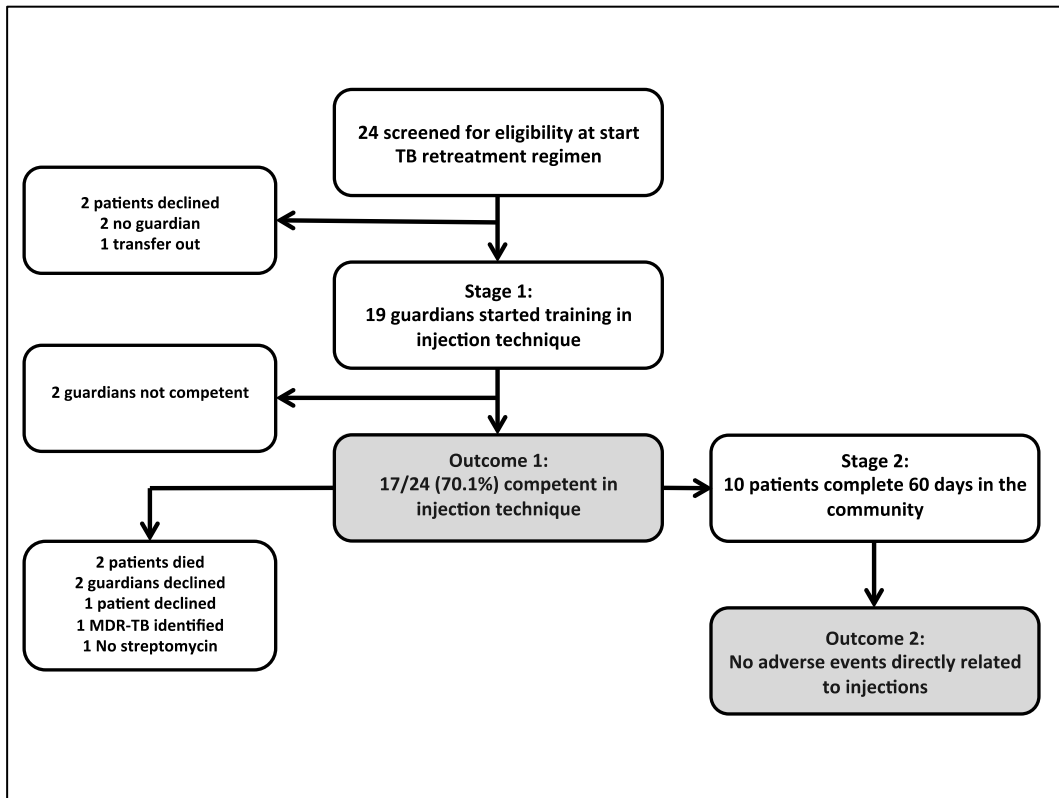 24 screened for eligibility at start
TB retreatment regimen
2 patients declined
2 no guardian
1 transfer out
Stage 1:
19 guardians started training in
injection technique
2 guardians not competent
Outcome 1:
17/24 (70.1%) competent in
injection technique
Stage 2:
10 patients complete 60 days in the
community
2 patients died
2 guardians declined
1 patient declined
1 MDR-TB identified
1 No streptomycin
Outcome 2:
No adverse events directly related
to injections